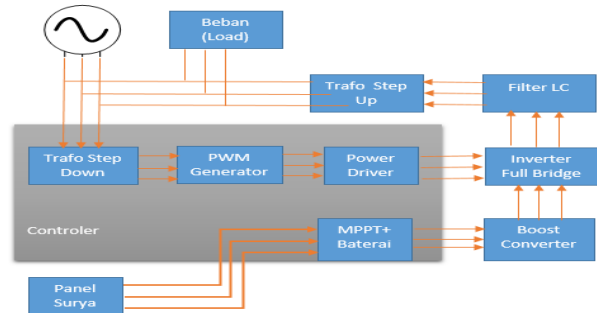 Beban
(Load)
Trafo Step
Up
Filter LC
Trafo Step
Down
PWM
Generator
Power
Driver
Inverter
Full Bridge
Controler
MPPT+
Baterai
Boost
Converter
Panel
Surya